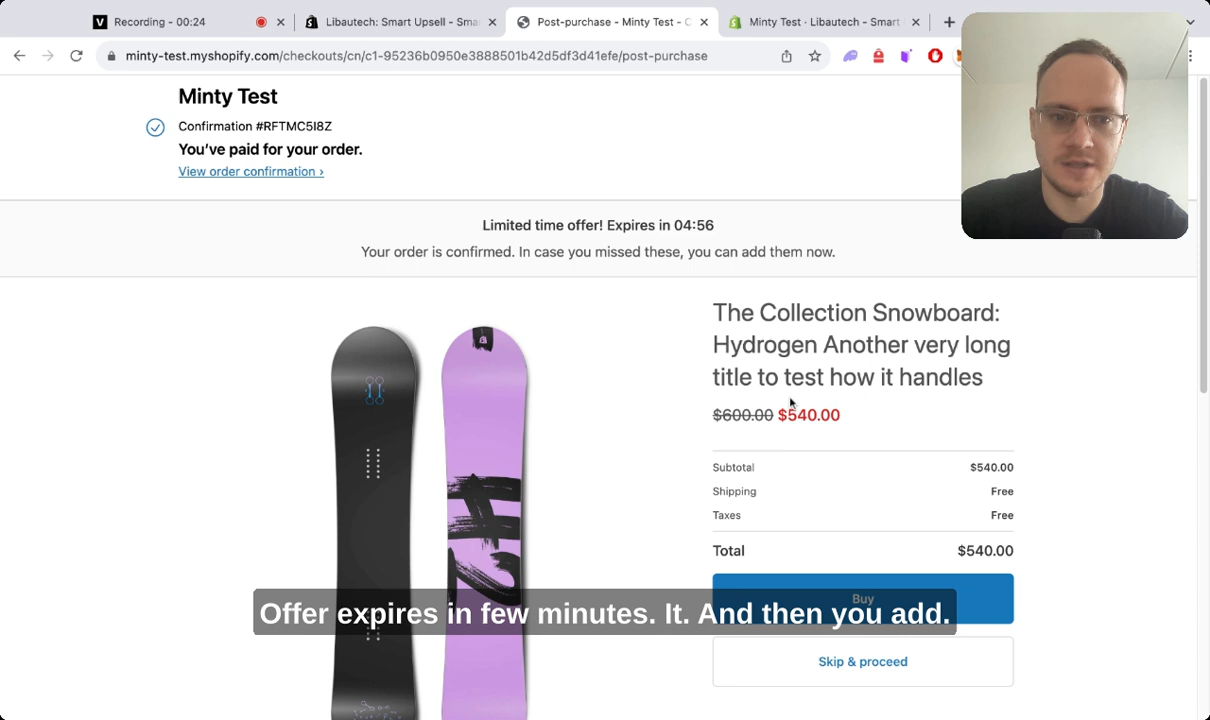 Recording - 00:24
Libautech: Smart Upsell - Smar
Post-purchase - Minty Test - C
Minty Test · Libautech - Smart
minty-test.myshopify.com/checkouts/cn/c1-95236b0950e3888501b42d5df3d41efe/post-purchase
Minty Test
Confirmation #RFTMC5I8Z
You’ve paid for your order.
View order confirmation ›
Limited time offer! Expires in 04:56
Your order is confirmed. In case you missed these, you can add them now.
The Collection Snowboard:
Hydrogen Another very long
title to test how it handles
$600.00 $540.00
Subtotal $540.00
Shipping Free
Taxes Free
Total $540.00
Buy
Offer expires in few minutes. It. And then you add.
Skip & proceed